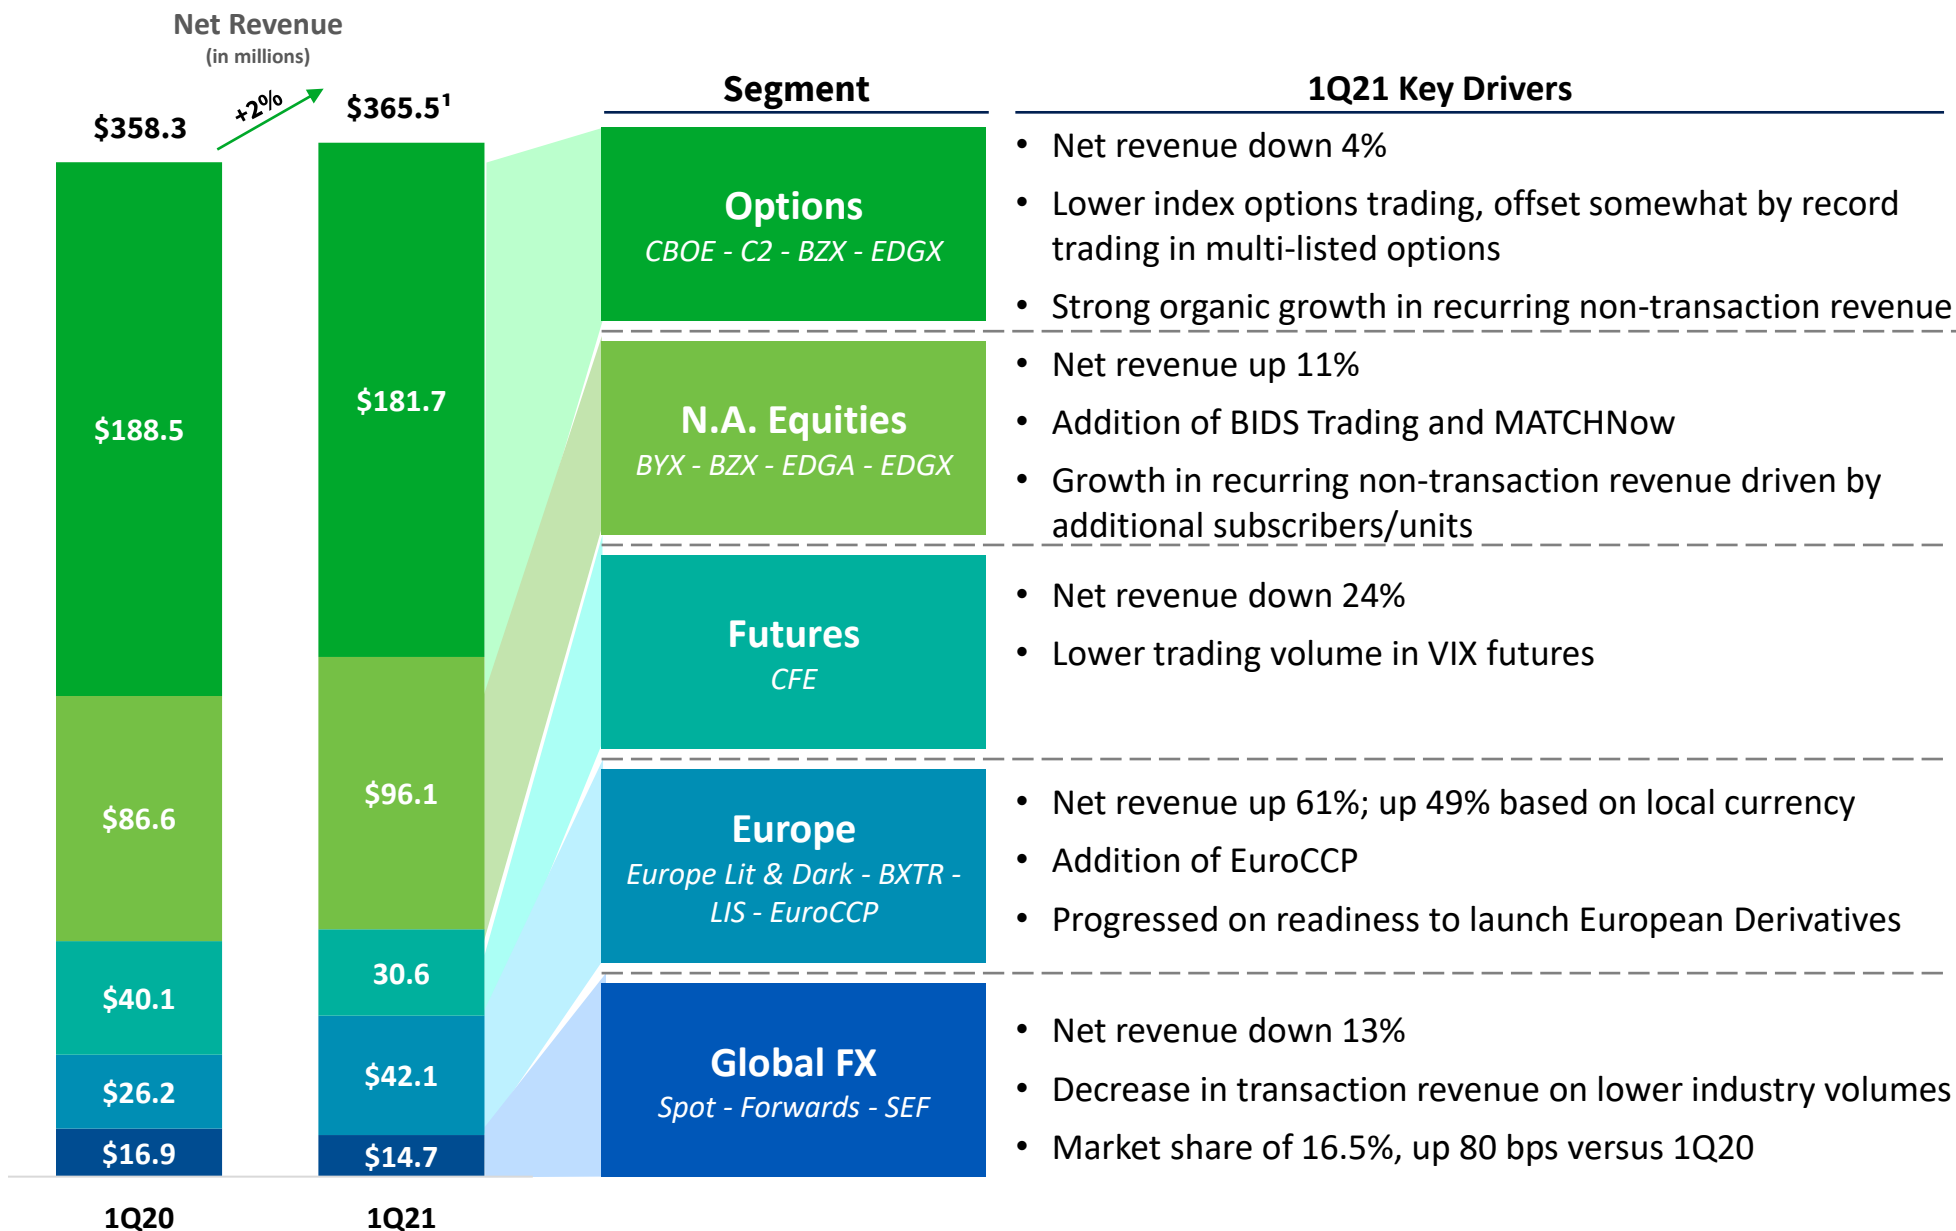 Net Revenue
(in millions)
$358.3
+2%
$365.5¹
$188.5
$86.6
$40.1
$26.2
$16.9
1Q20
$181.7
$96.1
30.6
$42.1
$14.7
1Q21
Segment
1Q21 Key Drivers
Options
CBOE - C2 - BZX - EDGX
• Net revenue down 4%
• Lower index options trading, offset somewhat by record
trading in multi-listed options
• Strong organic growth in recurring non-transaction revenue
N.A. Equities
BYX - BZX - EDGA - EDGX
• Net revenue up 11%
• Addition of BIDS Trading and MATCHNow
• Growth in recurring non-transaction revenue driven by
additional subscribers/units
Futures
CFE
• Net revenue down 24%
• Lower trading volume in VIX futures
Europe
Europe Lit & Dark - BXTR -
LIS - EuroCCP
• Net revenue up 61%; up 49% based on local currency
• Addition of EuroCCP
• Progressed on readiness to launch European Derivatives
Global FX
Spot - Forwards - SEF
• Net revenue down 13%
• Decrease in transaction revenue on lower industry volumes
• Market share of 16.5%, up 80 bps versus 1Q20